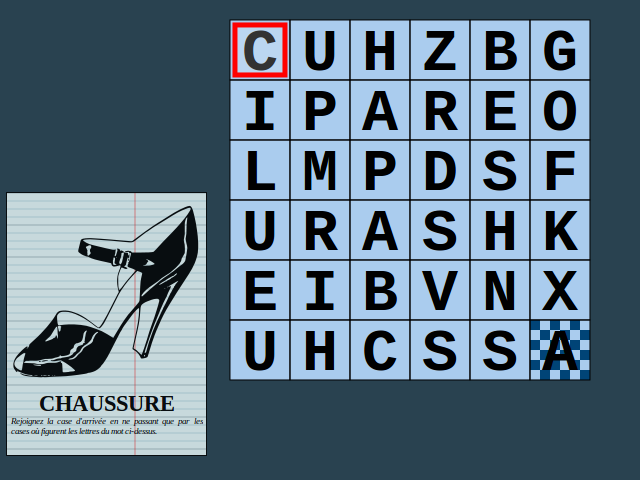 C U H Z B G
I P A R E O
L M P D S F
U R A S H K
E I B V N X
U H C S S A
CHAUSSURE
Rejoignez la case d'arrivée en ne passant que par les
cases où figurent les lettres du mot ci-dessus.